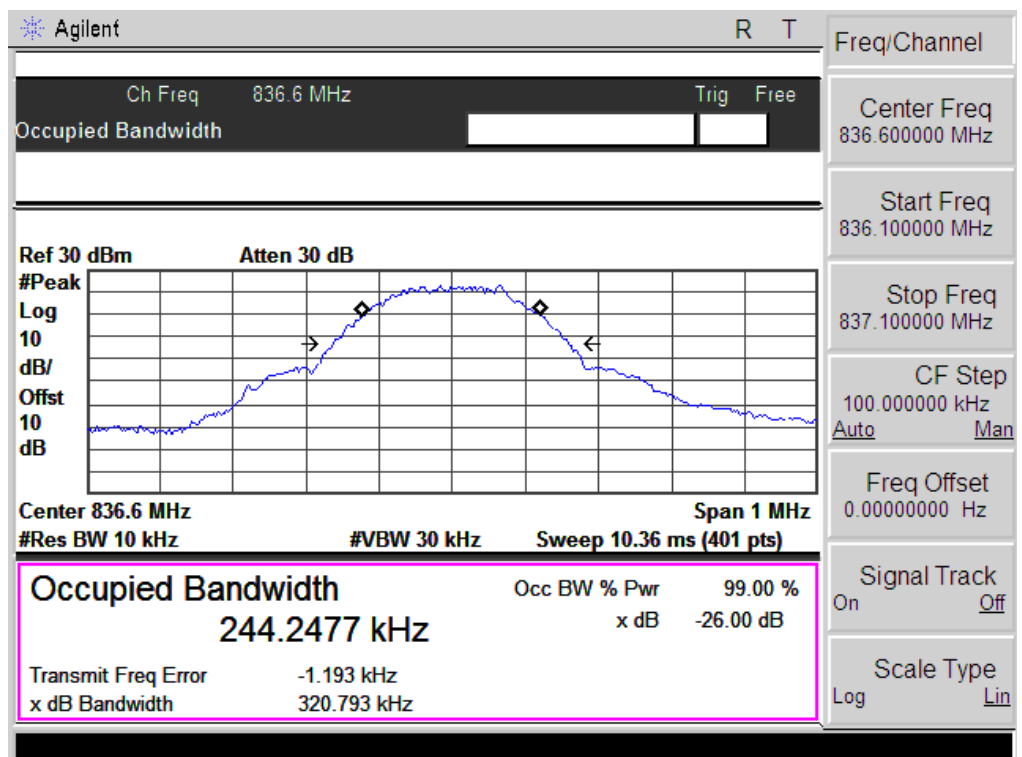 Agilent R T
Freq/Channel
Ch Freq 836.6 MHz Trig Free
Occupied Bandwidth
Center Freq
836.600000 MHz
Start Freq
836.100000 MHz
Stop Freq
837.100000 MHz
CF Step
100.000000 kHz
Auto Man
Freq Offset
0.00000000 Hz
Signal Track
On Off
Scale Type
Log Lin
Ref 30 dBm Atten 30 dB
#Peak
Log
10
dB/
Offst
10
dB
Center 836.6 MHz Span 1 MHz
#Res BW 10 kHz #VBW 30 kHz Sweep 10.36 ms (401 pts)
Occupied Bandwidth Occ BW % Pwr 99.00 %
244.2477 kHz x dB -26.00 dB
Transmit Freq Error -1.193 kHz
x dB Bandwidth 320.793 kHz